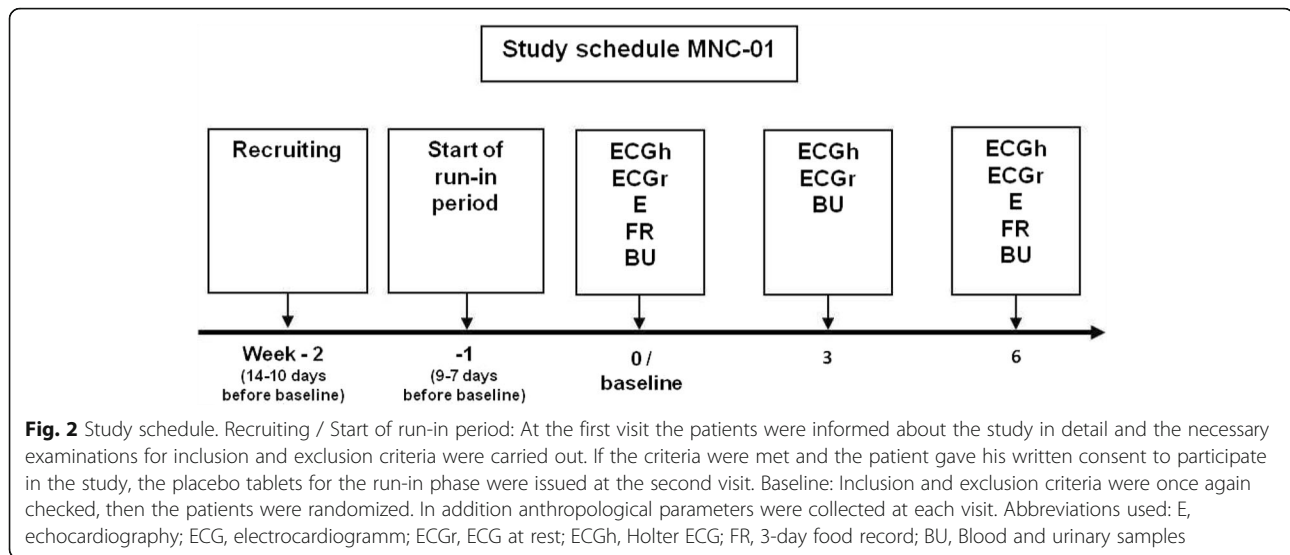 Study schedule MNC-01
Recruiting
Start of
run-in
period
ECGh
ECGr
E
FR
BU
ECGh
ECGr
BU
ECGh
ECGr
E
FR
BU
Week - 2
(14-10 days
before baseline)
-1
(9-7 days
before baseline)
0 /
baseline
3
6
Fig. 2 Study schedule. Recruiting / Start of run-in period: At the first visit the patients were informed about the study in detail and the necessary
examinations for inclusion and exclusion criteria were carried out. If the criteria were met and the patient gave his written consent to participate
in the study, the placebo tablets for the run-in phase were issued at the second visit. Baseline: Inclusion and exclusion criteria were once again
checked, then the patients were randomized. In addition anthropological parameters were collected at each visit. Abbreviations used: E,
echocardiography; ECG, electrocardiogramm; ECGr, ECG at rest; ECGh, Holter ECG; FR, 3-day food record; BU, Blood and urinary samples